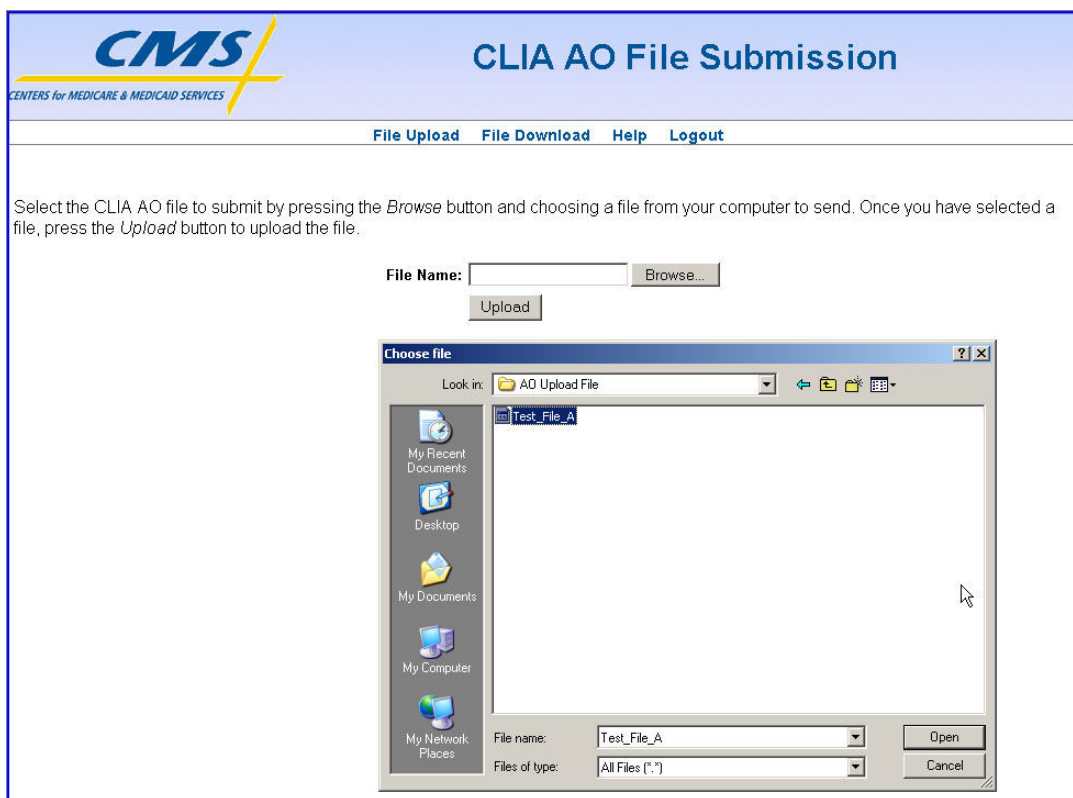 CMS
CENTERS for MEDICARE & MEDICAID SERVICES
CLIA AO File Submission
File Upload File Download Help Logout
Select the CLIA AO file to submit by pressing the Browse button and choosing a file from your computer to send. Once you have selected a
file, press the Upload button to upload the file.
File Name: Browse...
Upload
Choose file
Look in: AO Upload File
Test_File_A
My Recent
Documents
Desktop
My Documents
My Computer
My Network
Places
File name: Test_File_A Open
Files of type: All Files (*.*) Cancel